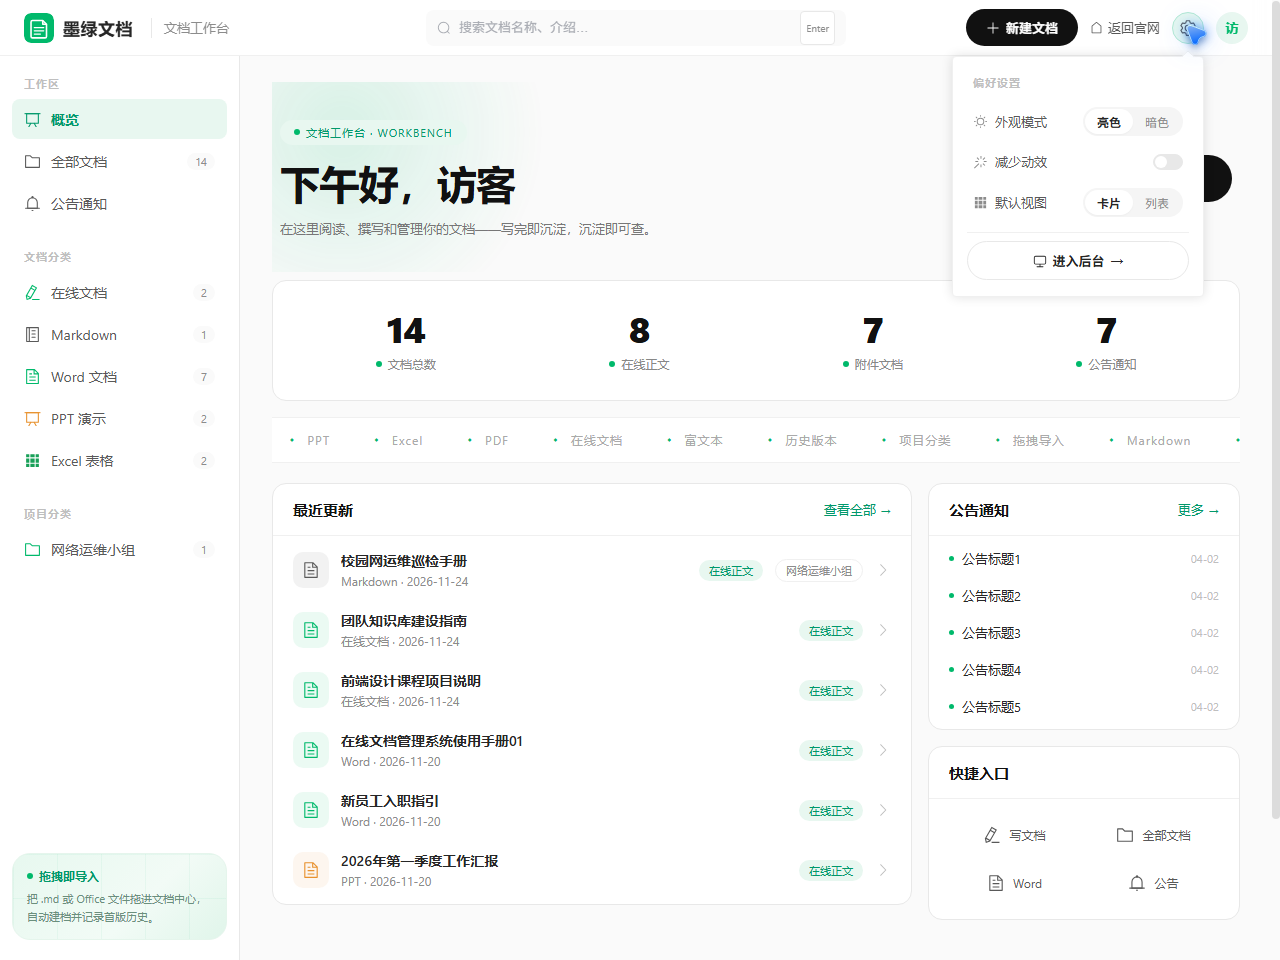 墨绿文档
文档工作台
搜索文档名称、介绍...
Enter
新建文档
返回官网
访
工作区
概览
全部文档 14
公告通知
文档分类
在线文档 2
Markdown 1
Word 文档 7
PPT 演示 2
Excel 表格 2
项目分类
网络运维小组 1
拖拽即导入
把 .md 或 Office 文件拖进文档中心，
自动建档并记录首版历史。
偏好设置
外观模式 亮色 暗色
减少动效
默认视图 卡片 列表
进入后台 →
文档工作台 · WORKBENCH
下午好，访客
在这里阅读、撰写和管理你的文档——写完即沉淀，沉淀即可查。
14 8 7 7
文档总数 在线正文 附件文档 公告通知
PPT Excel PDF 在线文档 富文本 历史版本 项目分类 拖拽导入 Markdown
最近更新 查看全部 →
校园网运维巡检手册
Markdown · 2026-11-24
在线正文 网络运维小组
团队知识库建设指南
在线文档 · 2026-11-24
在线正文
前端设计课程项目说明
在线文档 · 2026-11-24
在线正文
在线文档管理系统使用手册01
Word · 2026-11-20
在线正文
新员工入职指引
Word · 2026-11-20
在线正文
2026年第一季度工作汇报
PPT · 2026-11-20
在线正文
公告通知 更多 →
公告标题1 04-02
公告标题2 04-02
公告标题3 04-02
公告标题4 04-02
公告标题5 04-02
快捷入口
写文档 全部文档
Word 公告